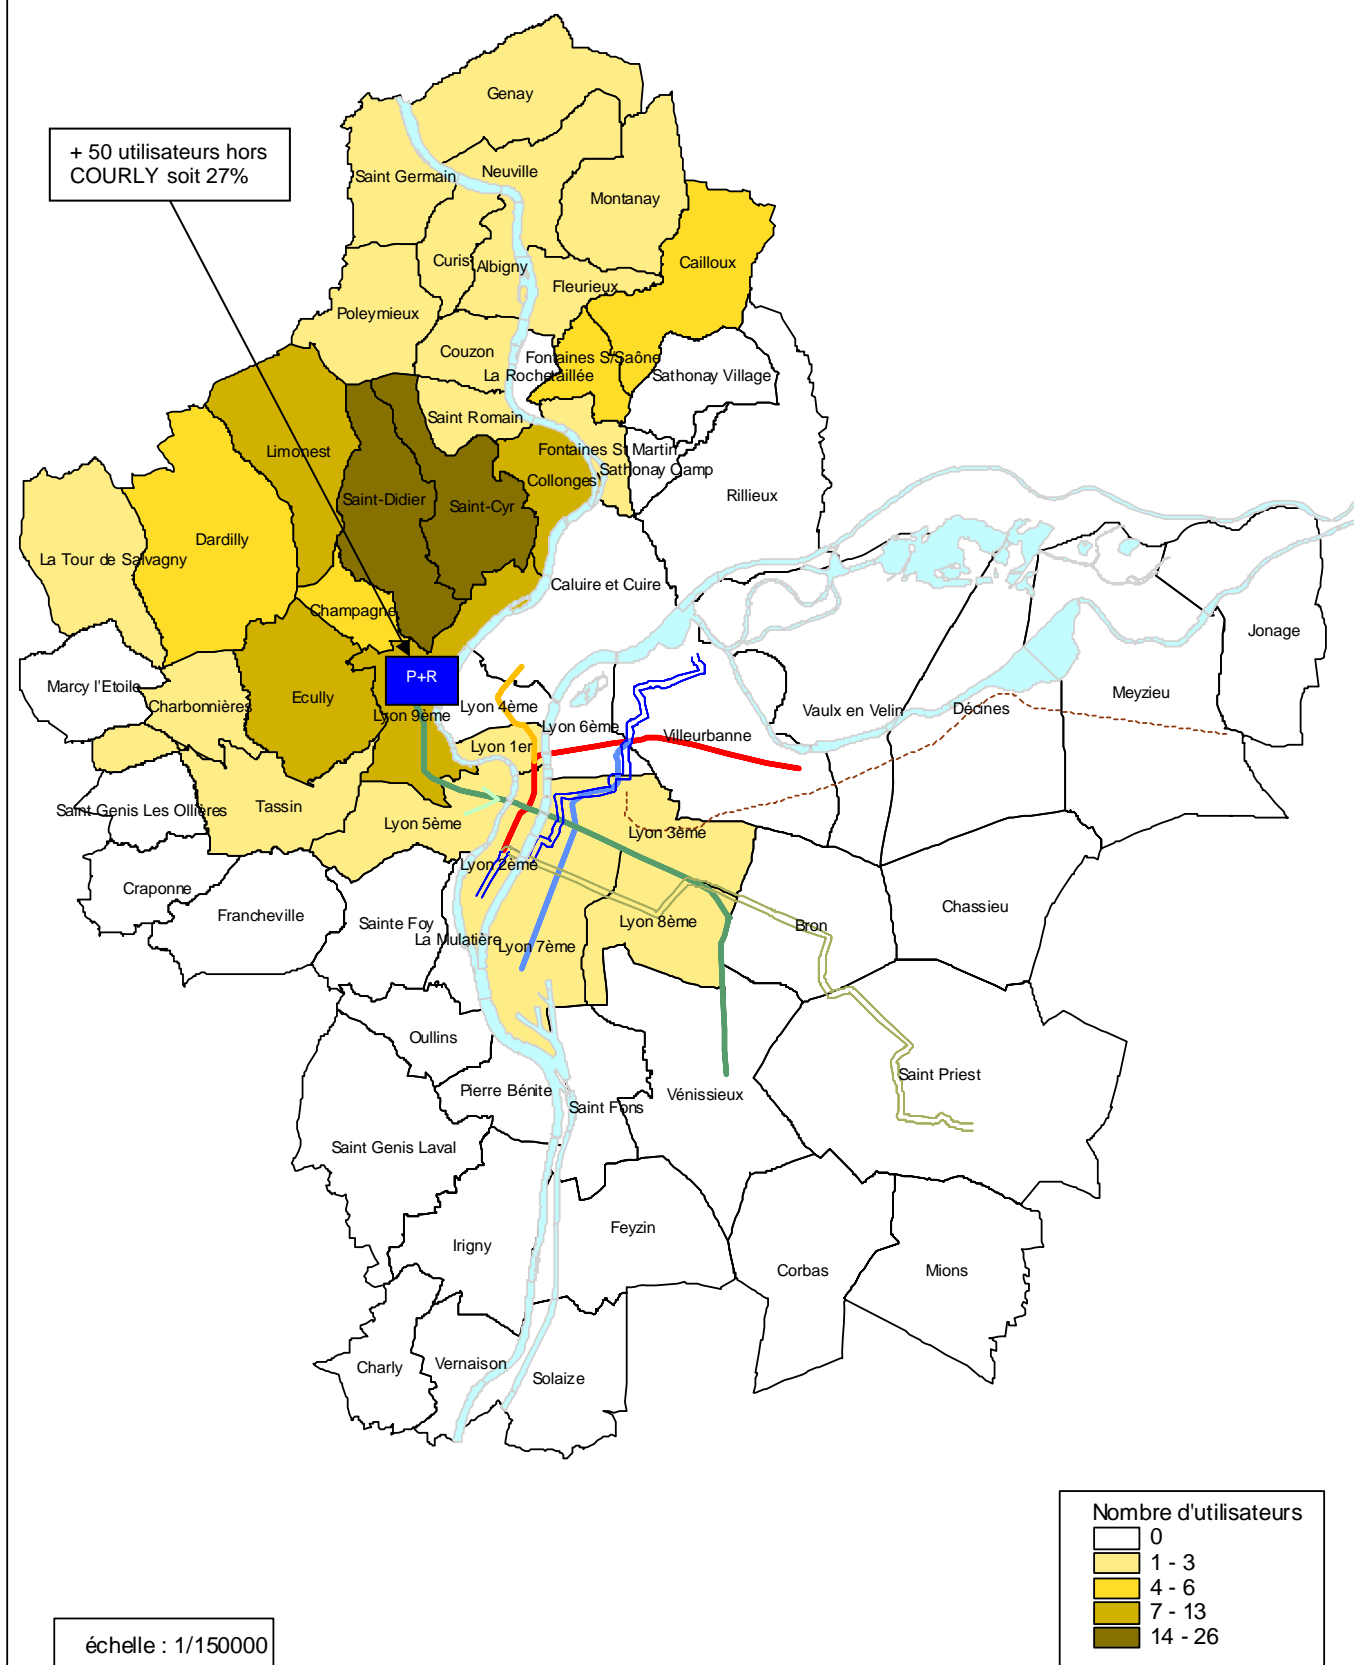 Genay
+ 50 utilisateurs hors
COURLY soit 27%
Saint Germain
Neuville
Montanay
Curis
Albigny
Cailloux
Fleurieux
Poleymieux
Couzon
Fontaines S/Saône
La Rochetaillée
Sathonay Village
Saint Romain
Limonest
Fontaines St Martin
Sathonay Camp
Collonges
Saint-Didier
Saint-Cyr
Rillieux
Dardilly
La Tour de Salvagny
Caluire et Cuire
Champagne
Jonage
P+R
Marcy l'Etoile
Ecully
Meyzieu
Charbonnières
Lyon 4ème
Lyon 9ème
Vaulx en Velin
Décines
Lyon 6ème
Villeurbanne
Lyon 1er
Saint Genis Les Ollières
Tassin
Lyon 5ème
Lyon 3ème
Lyon 2ème
Craponne
Francheville
Sainte Foy
Chassieu
La Mulatière
Lyon 7ème
Lyon 8ème
Bron
Oullins
Saint Priest
Pierre Bénite
Vénissieux
Saint Fons
Saint Genis Laval
Feyzin
Irigny
Corbas
Mions
Charly
Vernaison
Solaize
Nombre d'utilisateurs
0
1 - 3
4 - 6
7 - 13
14 - 26
échelle : 1/150000